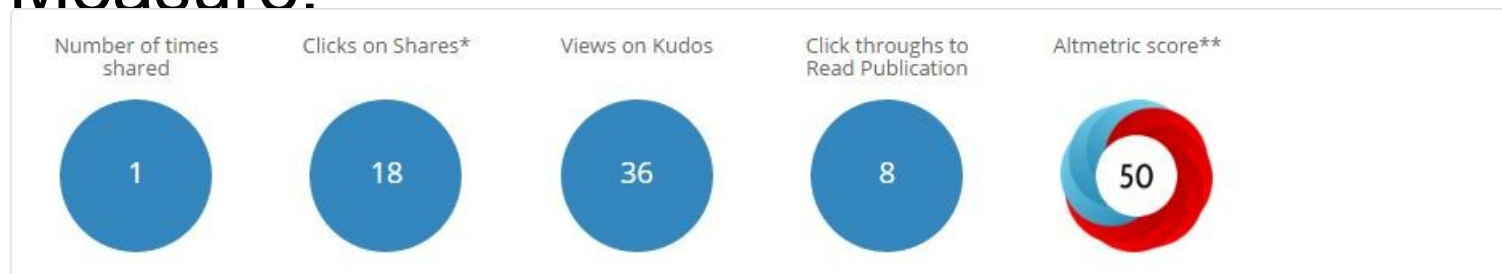 Measure:
Number of times
shared
Clicks on Shares*
Views on Kudos
Click throughs to
Read Publication
Altmetric score**
1
18
36
8
50